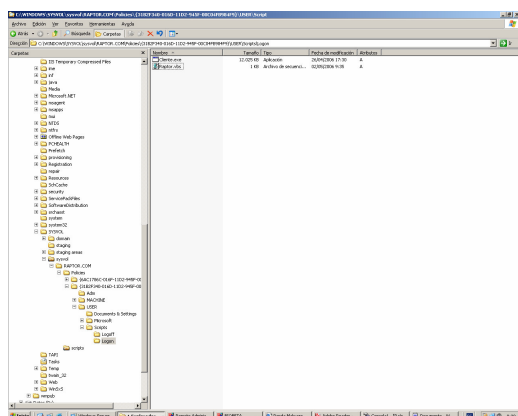 C:\WINDOWS\SYSVOL\sysvol\RAPTOR.COM\Policies\{31B2F340-016D-11D2-945F-00C04FB984F9}\USER\Scripts\Logon
Archivo Edición Ver Favoritos Herramientas Ayuda
Atrás Búsqueda Carpetas
Dirección C:\WINDOWS\SYSVOL\sysvol\RAPTOR.COM\Policies\{31B2F340-016D-11D2-945F-00C04FB984F9}\USER\Scripts\Logon Ir
Carpetas
Nombre Tamaño Tipo Fecha de modificación Atributos
Cliente.exe 12.025 KB Aplicación 26/04/2006 17:30 A
Raptor.vbs 1 KB Archivo de secuenci... 02/05/2006 9:35 A
IIS Temporary Compressed Files
ime
inf
java
Media
Microsoft.NET
msagent
msapps
mui
NTDS
ntfrs
Offline Web Pages
PCHEALTH
Prefetch
provisioning
Registration
repair
Resources
SchCache
security
ServicePackFiles
SoftwareDistribution
srchasst
system
system32
SYSVOL
domain
staging
staging areas
sysvol
RAPTOR.COM
Policies
{6AC1786C-016F-11D2-945F-00
{31B2F340-016D-11D2-945F-00
Adm
MACHINE
USER
Documents & Settings
Microsoft
Scripts
Logoff
Logon
scripts
TAPI
Tasks
Temp
twain_32
Web
WinSxS
wmpub
Inicio